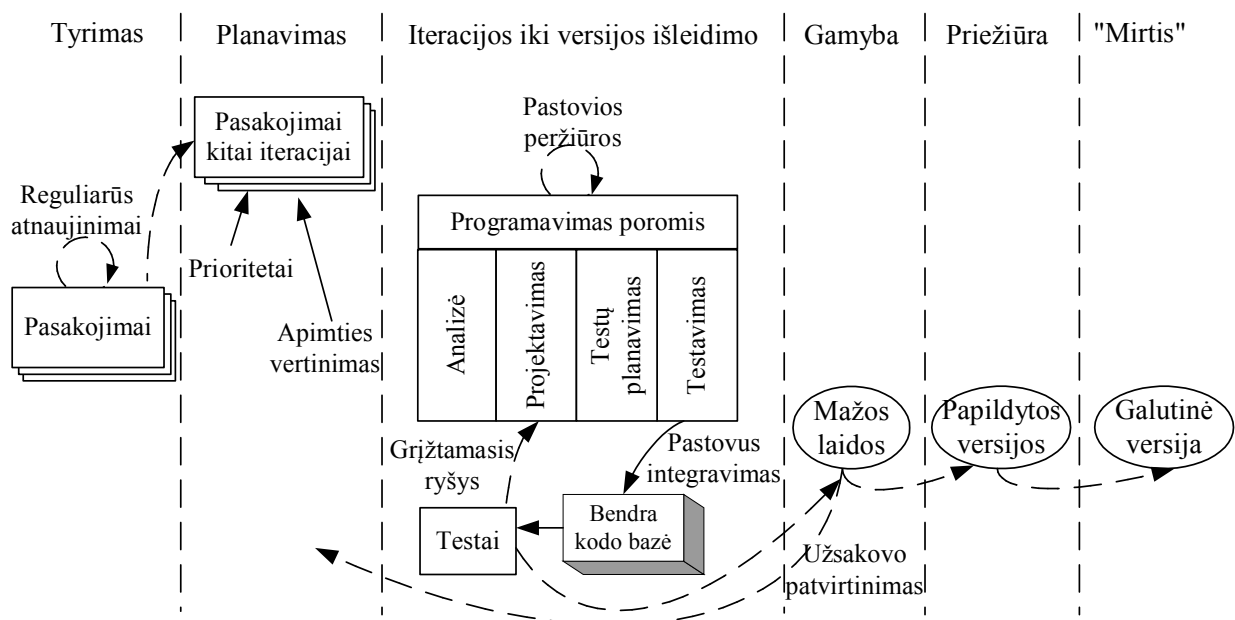 Tyrimas
Planavimas
Iteracijos iki versijos išleidimo
Gamyba
Priežiūra
"Mirtis"
Pasakojimai
kitai iteracijai
Pastovios
peržiūros
Reguliarūs
atnaujinimai
Programavimas poromis
Prioritetai
Pasakojimai
Apimties
vertinimas
Analizė
Projektavimas
Testų
planavimas
Testavimas
Mažos
laidos
Papildytos
versijos
Galutinė
versija
Grįžtamasis
ryšys
Pastovus
integravimas
Testai
Bendra
kodo bazė
Užsakovo
patvirtinimas